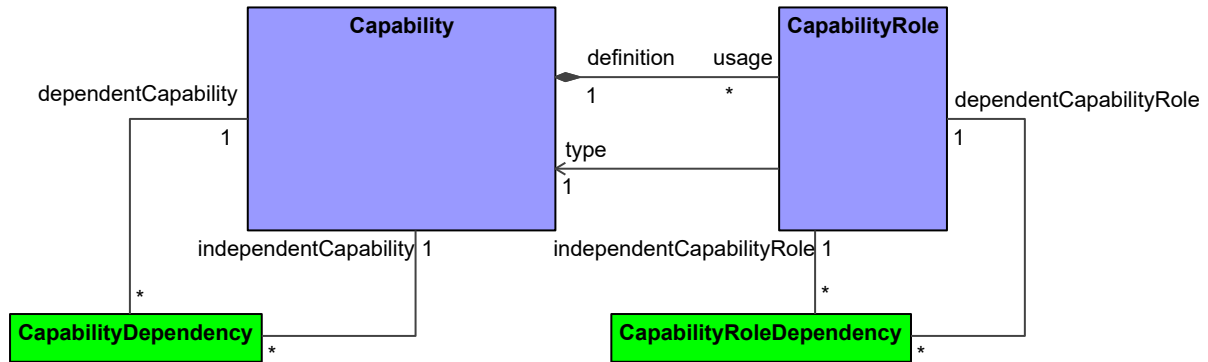 Capability
CapabilityRole
definition
usage
1
*
dependentCapability
1
dependentCapabilityRole
1
type
1
independentCapability
1
independentCapabilityRole
1
*
*
CapabilityDependency
*
CapabilityRoleDependency
*